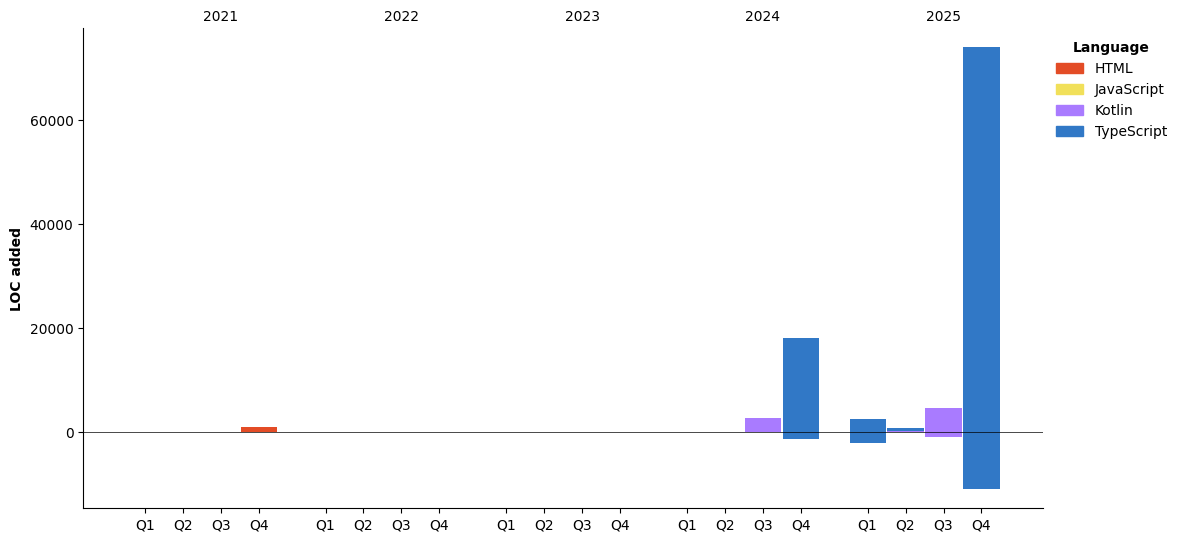 2021 2022 2023 2024 2025
Language
HTML
JavaScript
Kotlin
TypeScript
LOC added
60000
40000
20000
0
Q1 Q2 Q3 Q4 Q1 Q2 Q3 Q4 Q1 Q2 Q3 Q4 Q1 Q2 Q3 Q4 Q1 Q2 Q3 Q4